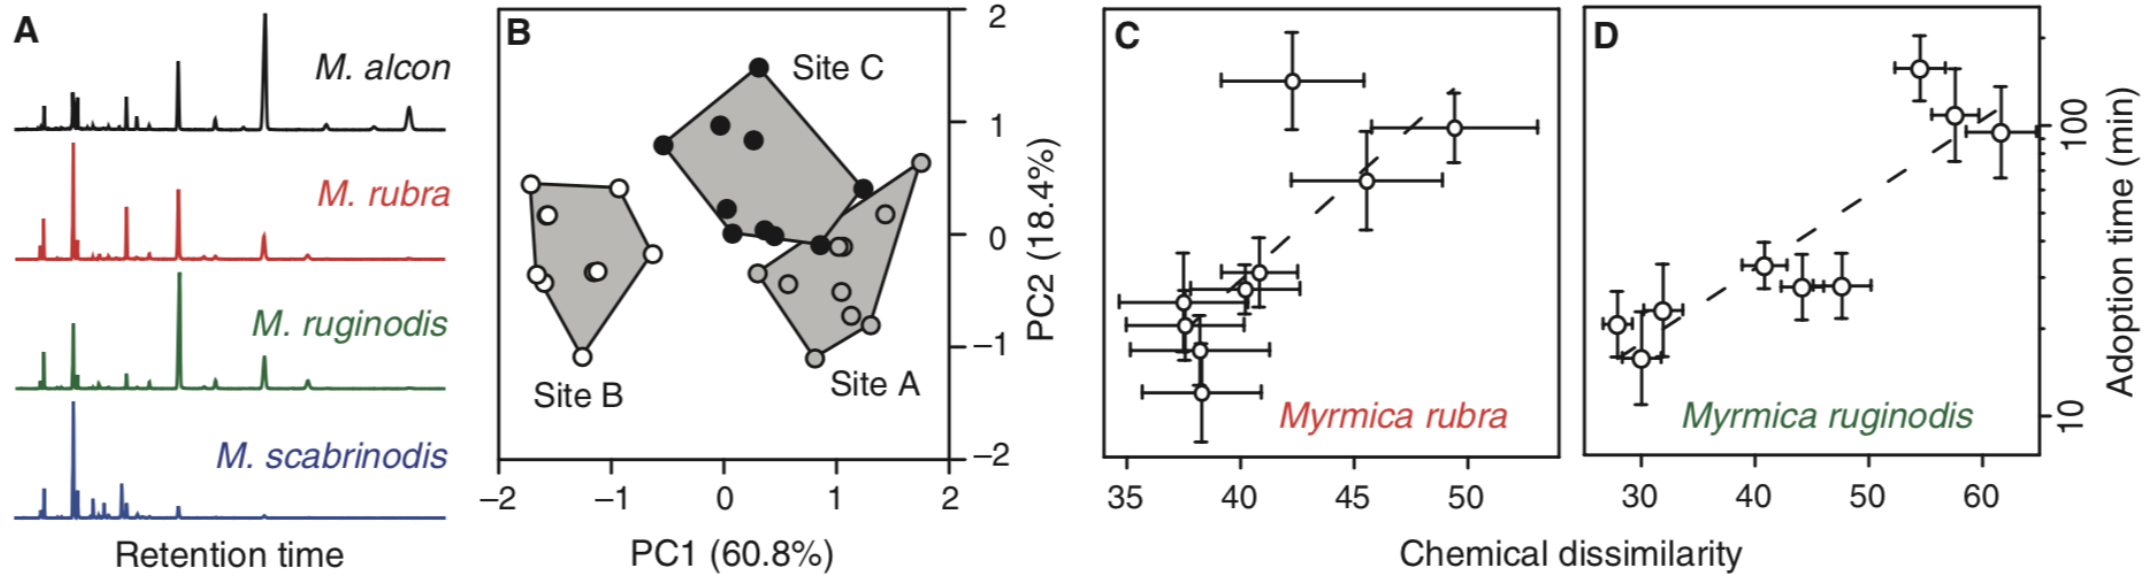 A
M. alcon
M. rubra
M. ruginodis
M. scabrinodis
Retention time
B
Site C
Site B
Site A
2
1
0
−1
−2
PC2 (18.4%)
−2 −1 0 1 2
PC1 (60.8%)
C
Myrmica rubra
35 40 45 50
D
Myrmica ruginodis
30 40 50 60
Chemical dissimilarity
100
10
Adoption time (min)